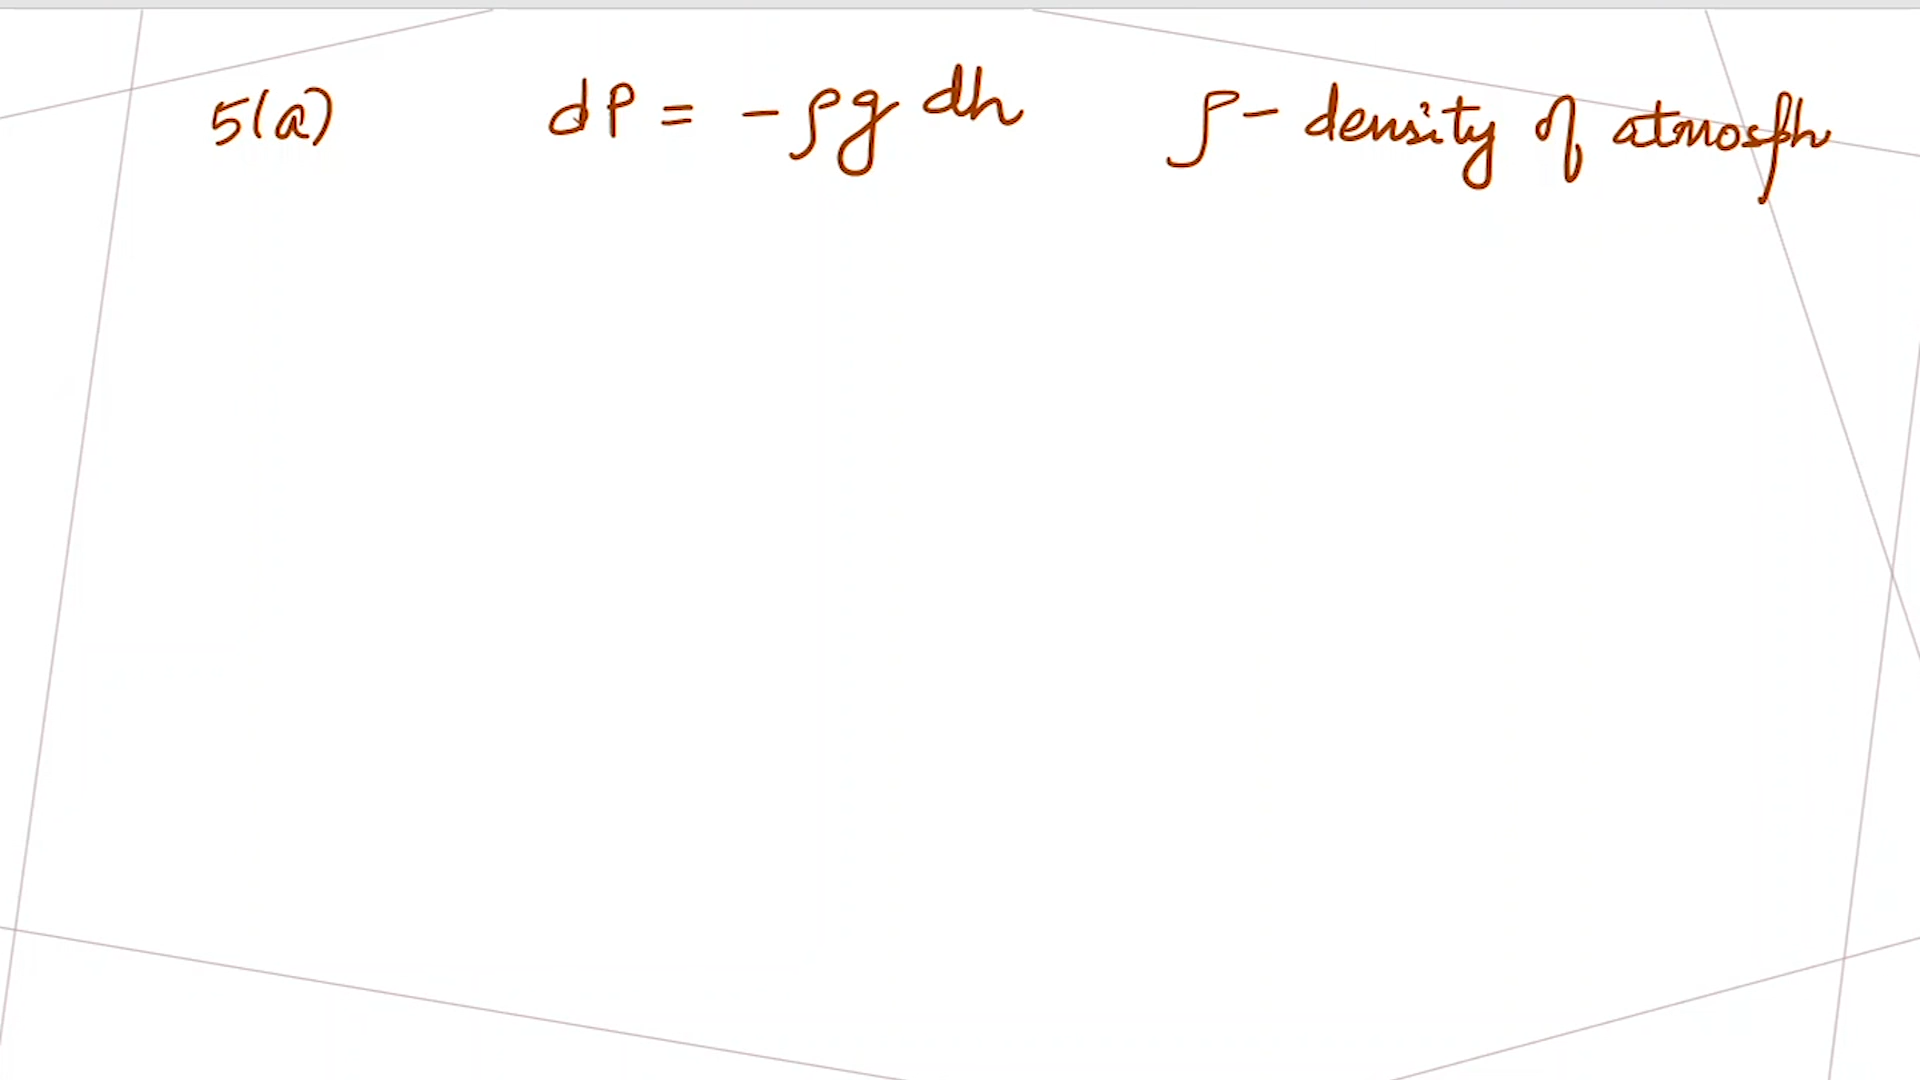 5(a) dP = -ρg dh ρ - density of atmosph